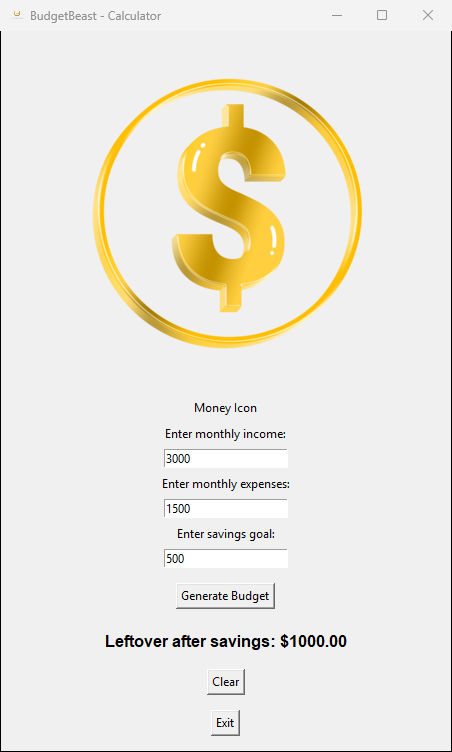 BudgetBeast - Calculator
$
Money Icon
Enter monthly income:
3000
Enter monthly expenses:
1500
Enter savings goal:
500
Generate Budget
Leftover after savings: $1000.00
Clear
Exit